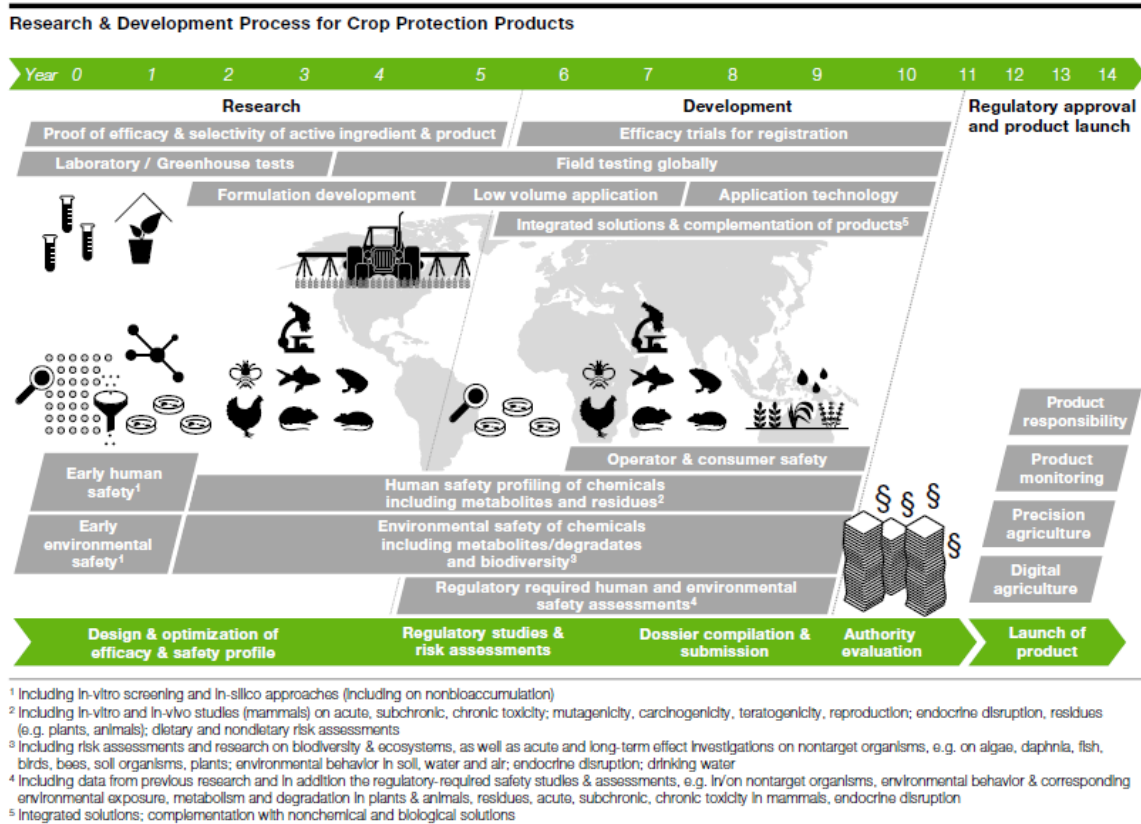 Research & Development Process for Crop Protection Products
Year 0 1 2 3 4 5 6 7 8 9 10 11 12 13 14
Research
Development
Regulatory approval
and product launch
Proof of efficacy & selectivity of active ingredient & product
Efficacy trials for registration
Laboratory / Greenhouse tests
Field testing globally
Formulation development
Low volume application
Application technology
Integrated solutions & complementation of products⁵
Product
responsibility
Operator & consumer safety
Product
monitoring
Early human
safety¹
Human safety profiling of chemicals
including metabolites and residues²
§ § § §
Precision
agriculture
Early
environmental
safety¹
Environmental safety of chemicals
including metabolites/degradates
and biodiversity³
Digital
agriculture
Regulatory required human and environmental
safety assessments⁴
Design & optimization of
efficacy & safety profile
Regulatory studies &
risk assessments
Dossier compilation &
submission
Authority
evaluation
Launch of
product
¹ Including in-vitro screening and in-silico approaches (including on nonbioaccumulation)
² Including in-vitro and in-vivo studies (mammals) on acute, subchronic, chronic toxicity; mutagenicity, carcinogenicity, teratogenicity, reproduction; endocrine disruption, residues
(e.g. plants, animals); dietary and nondietary risk assessments
³ Including risk assessments and research on biodiversity & ecosystems, as well as acute and long-term effect investigations on nontarget organisms, e.g. on algae, daphnia, fish,
birds, bees, soil organisms, plants; environmental behavior in soil, water and air; endocrine disruption; drinking water
⁴ Including data from previous research and in addition the regulatory-required safety studies & assessments, e.g. in/on nontarget organisms, environmental behavior & corresponding
environmental exposure, metabolism and degradation in plants & animals, residues, acute, subchronic, chronic toxicity in mammals, endocrine disruption
⁵ Integrated solutions; complementation with nonchemical and biological solutions